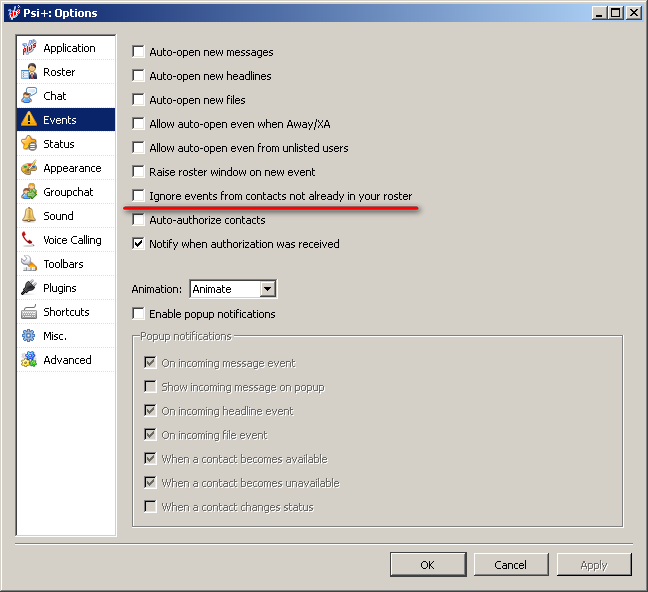 Psi+: Options
Application
Roster
Chat
Events
Status
Appearance
Groupchat
Sound
Voice Calling
Toolbars
Plugins
Shortcuts
Misc.
Advanced
Auto-open new messages
Auto-open new headlines
Auto-open new files
Allow auto-open even when Away/XA
Allow auto-open even from unlisted users
Raise roster window on new event
Ignore events from contacts not already in your roster
Auto-authorize contacts
Notify when authorization was received
Animation: Animate
Enable popup notifications
Popup notifications
On incoming message event
Show incoming message on popup
On incoming headline event
On incoming file event
When a contact becomes available
When a contact becomes unavailable
When a contact changes status
OK Cancel Apply